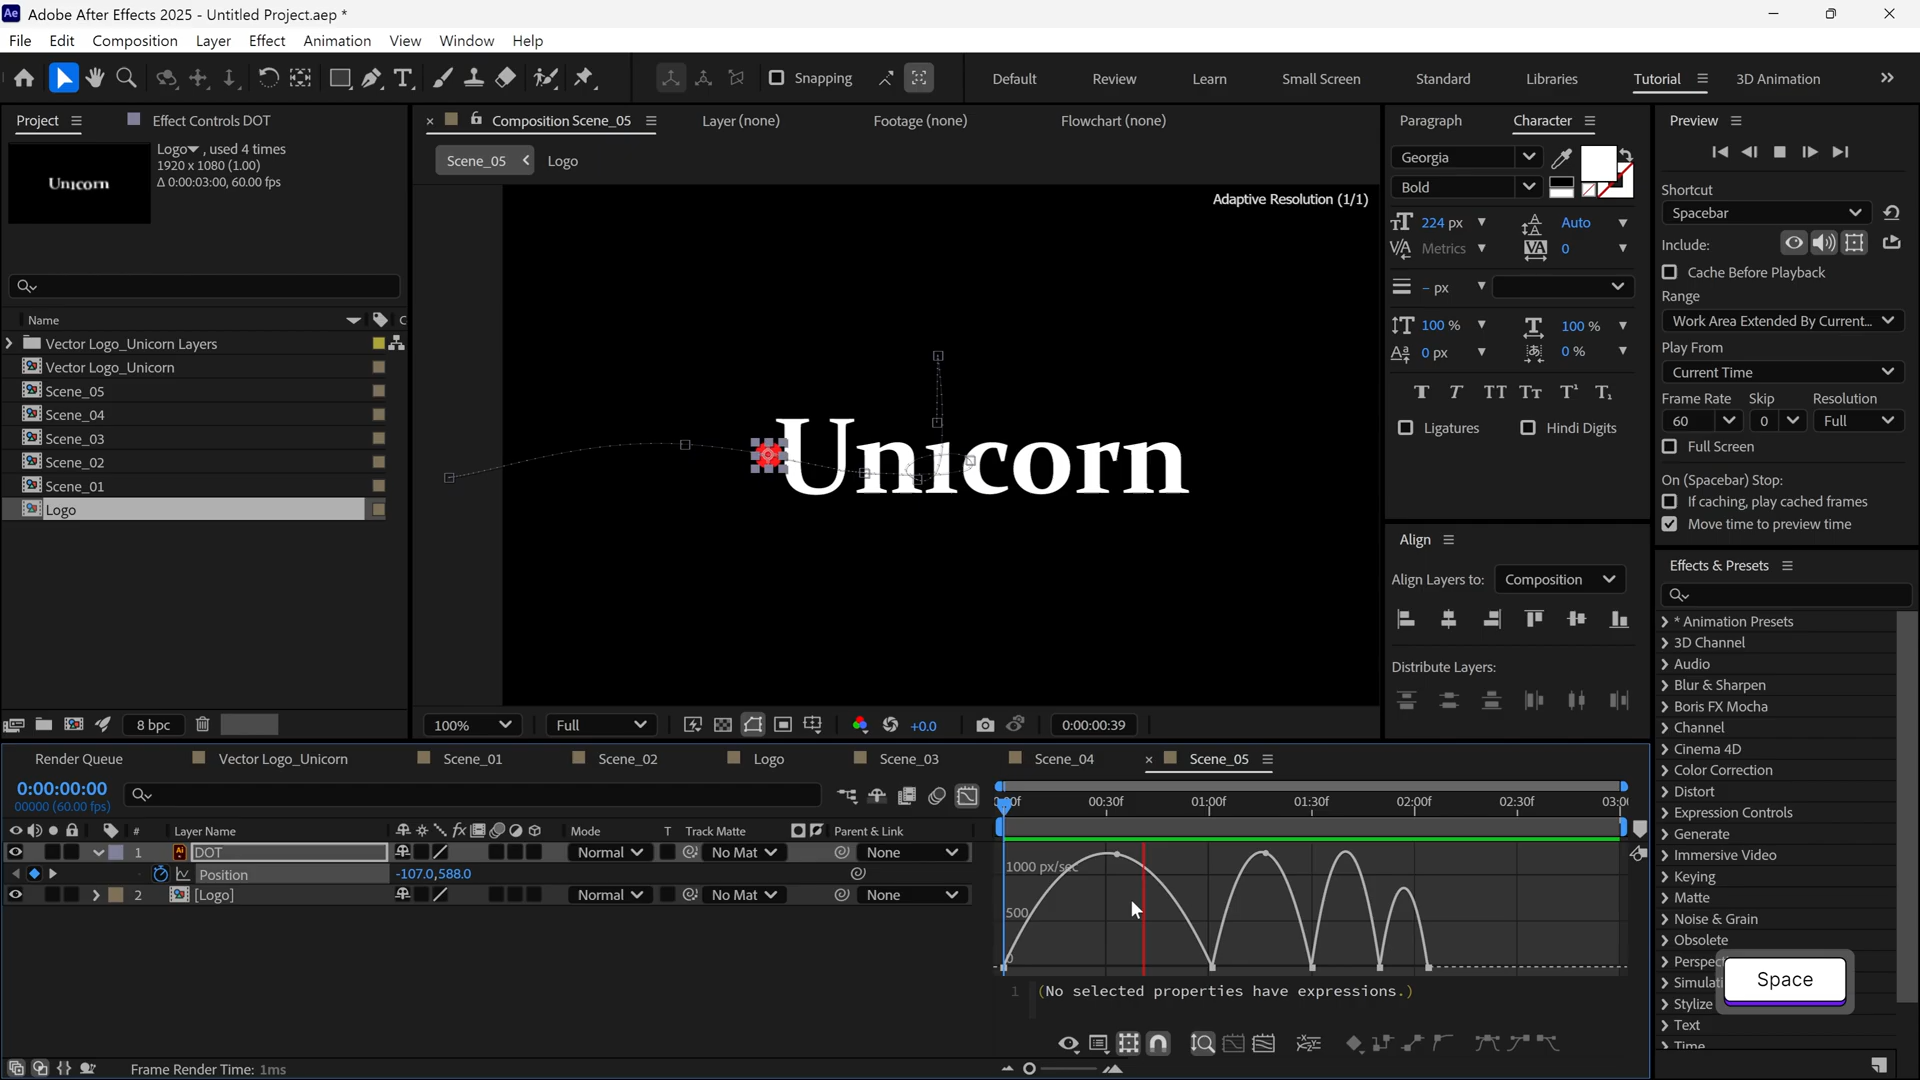 Adobe After Effects 2025 - Untitled Project.aep *
File Edit Composition Layer Effect Animation View Window Help
Snapping
Default Review Learn Small Screen Standard Libraries Tutorial 3D Animation
Project Effect Controls DOT
Logo , used 4 times
1920 x 1080 (1.00)
Δ 0:00:03:00, 60.00 fps
Unıcorn
Name
Vector Logo_Unicorn Layers
Vector Logo_Unicorn
Scene_05
Scene_04
Scene_03
Scene_02
Scene_01
Logo
8 bpc
Composition Scene_05 Layer (none) Footage (none) Flowchart (none)
Scene_05 Logo
Adaptive Resolution (1/1)
Unıcorn
100% Full +0.0 0:00:00:39
Paragraph Character
Georgia
Bold
224 px Auto
Metrics 0
- px
100 % 100 %
0 px 0 %
Ligatures Hindi Digits
Align
Align Layers to: Composition
Distribute Layers:
Preview
Shortcut
Spacebar
Include:
Cache Before Playback
Range
Work Area Extended By Current...
Play From
Current Time
Frame Rate Skip Resolution
60 0 Full
Full Screen
On (Spacebar) Stop:
If caching, play cached frames
Move time to preview time
Effects & Presets
* Animation Presets
3D Channel
Audio
Blur & Sharpen
Boris FX Mocha
Channel
Cinema 4D
Color Correction
Distort
Expression Controls
Generate
Immersive Video
Keying
Matte
Noise & Grain
Obsolete
Perspec
Simulati
Stylize
Text
Time
Space
Render Queue Vector Logo_Unicorn Scene_01 Scene_02 Logo Scene_03 Scene_04 Scene_05
0:00:00:00
00000 (60.00 fps)
# Layer Name Mode T Track Matte Parent & Link
1 DOT Normal No Mat None
Position -107.0,588.0
2 [Logo] Normal No Mat None
00:30f 01:00f 01:30f 02:00f 02:30f 03:0
1000 px/sec
500
0
1 (No selected properties have expressions.)
Frame Render Time: 1ms